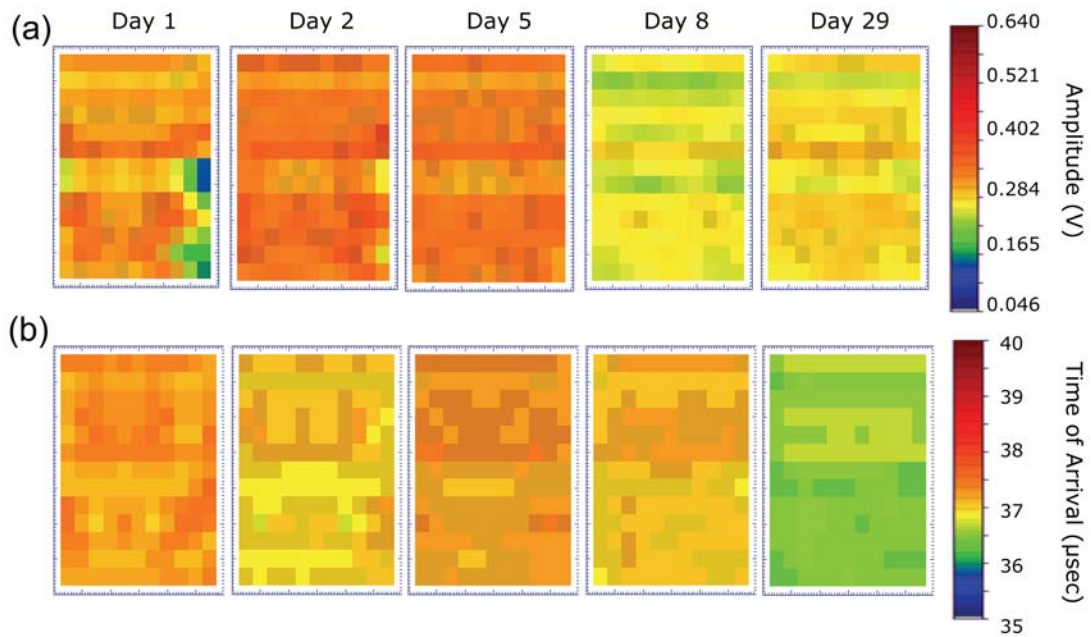 (a)
Day 1
Day 2
Day 5
Day 8
Day 29
0.640
0.521
0.402
0.284
0.165
0.046
Amplitude (V)
(b)
40
39
38
37
36
35
Time of Arrival (µsec)